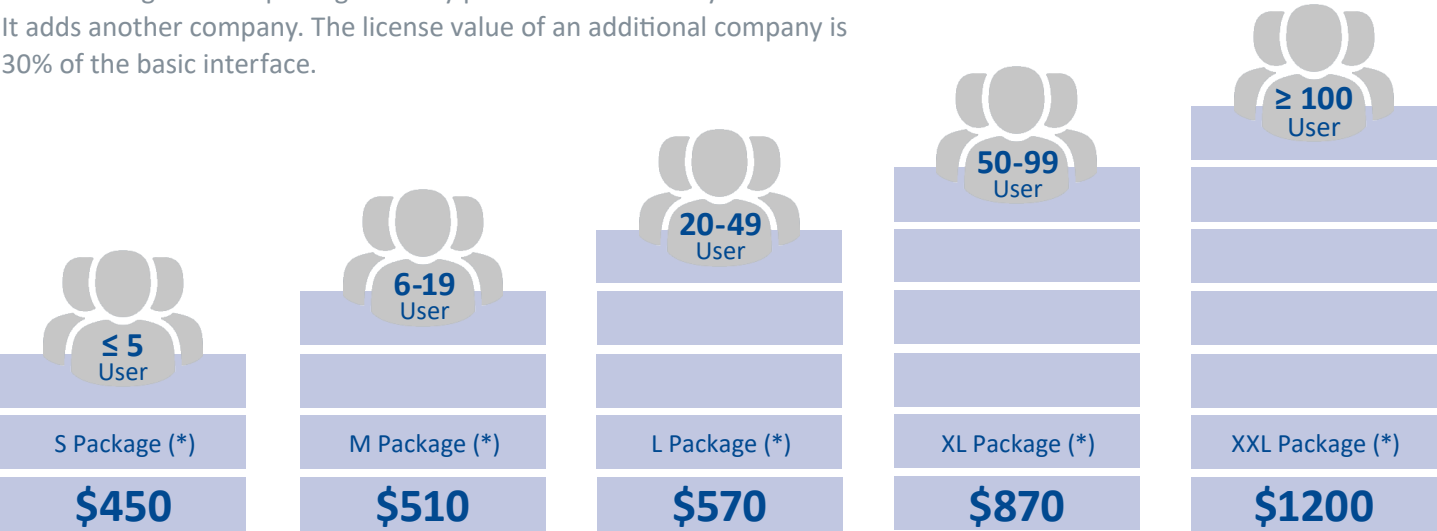 It adds another company. The license value of an additional company is
30% of the basic interface.
≥ 100
User
50-99
User
20-49
User
6-19
User
≤ 5
User
S Package (*)
M Package (*)
L Package (*)
XL Package (*)
XXL Package (*)
$450
$510
$570
$870
$1200